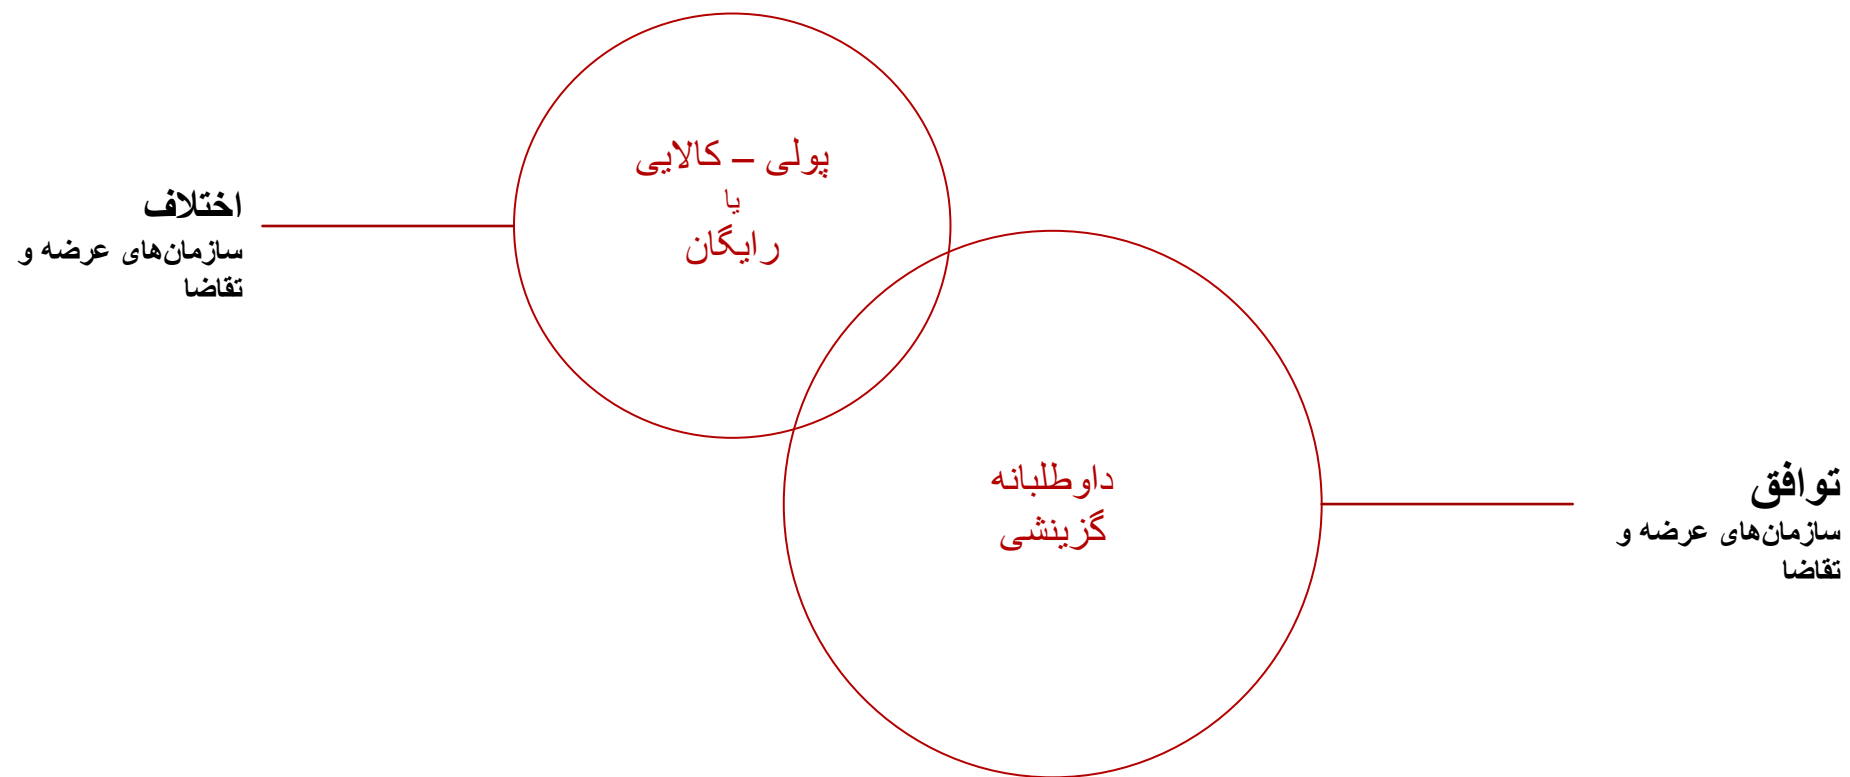 اختلاف
سازمان‌های عرضه و
تقاضا
پولی – کالایی
یا
رایگان
داوطلبانه
گزینشی
توافق
سازمان‌های عرضه و
تقاضا